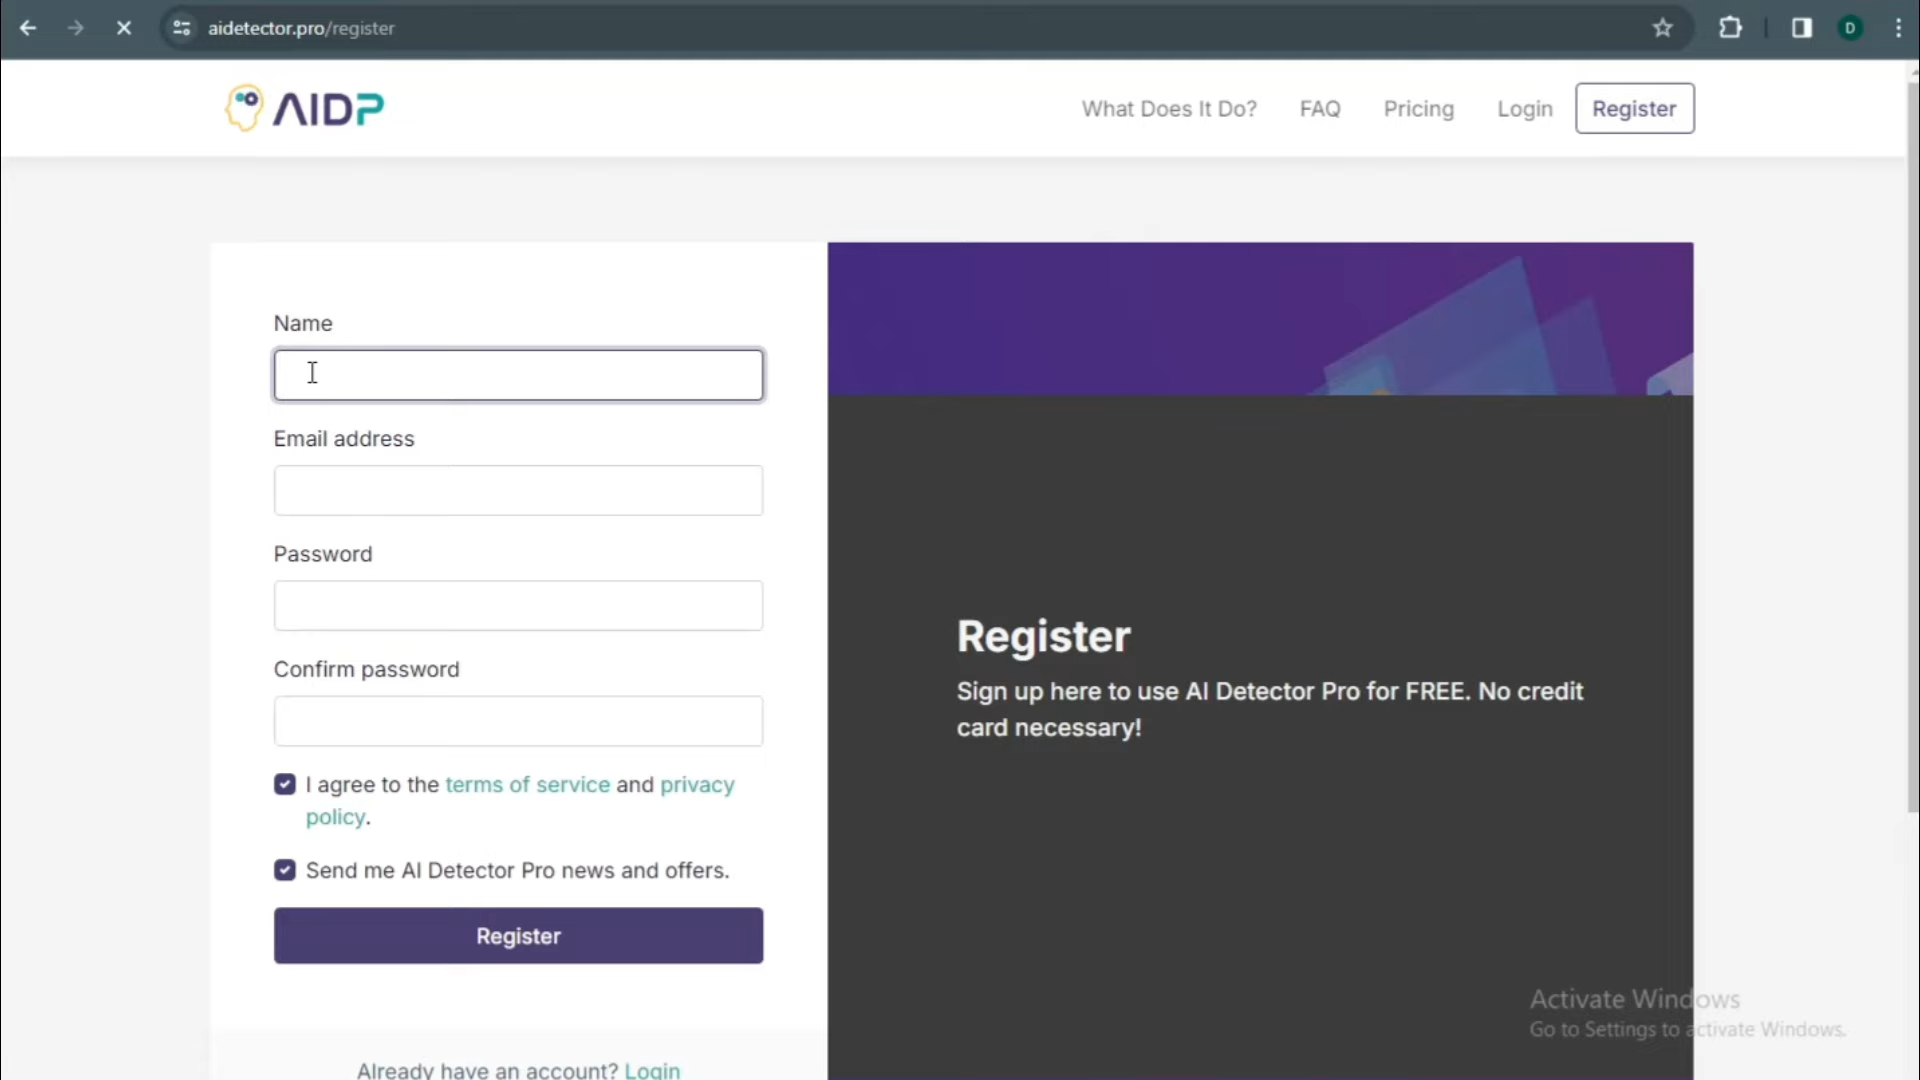 aidetector.pro/register
D
AIDP
What Does It Do?
FAQ
Pricing
Login
Register
Name
Email address
Password
Confirm password
I agree to the terms of service and privacy
policy.
Send me AI Detector Pro news and offers.
Register
Already have an account? Login
Register
Sign up here to use AI Detector Pro for FREE. No credit
card necessary!
Activate Windows
Go to Settings to activate Windows.